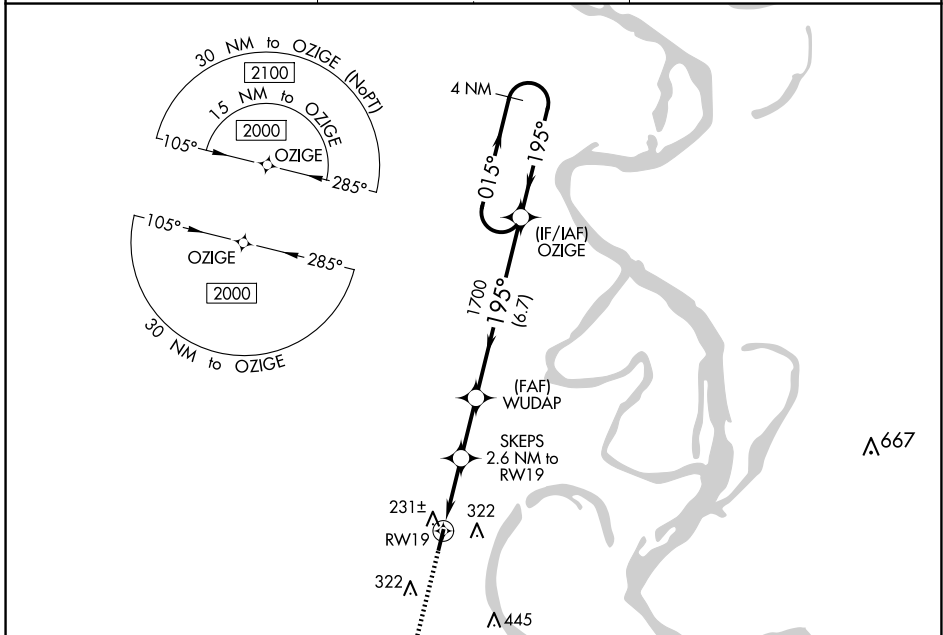 30 NM to OZIGE (NoPT)
2100
15 NM to OZIGE
2000
105°
OZIGE
285°
105°
OZIGE
285°
2000
30 NM to OZIGE
4 NM
015°
195°
(IF/IAF)
OZIGE
1700
195°
(6.7)
(FAF)
WUDAP
SKEPS
2.6 NM to
RW19
667
231±
322
RW19
322
445